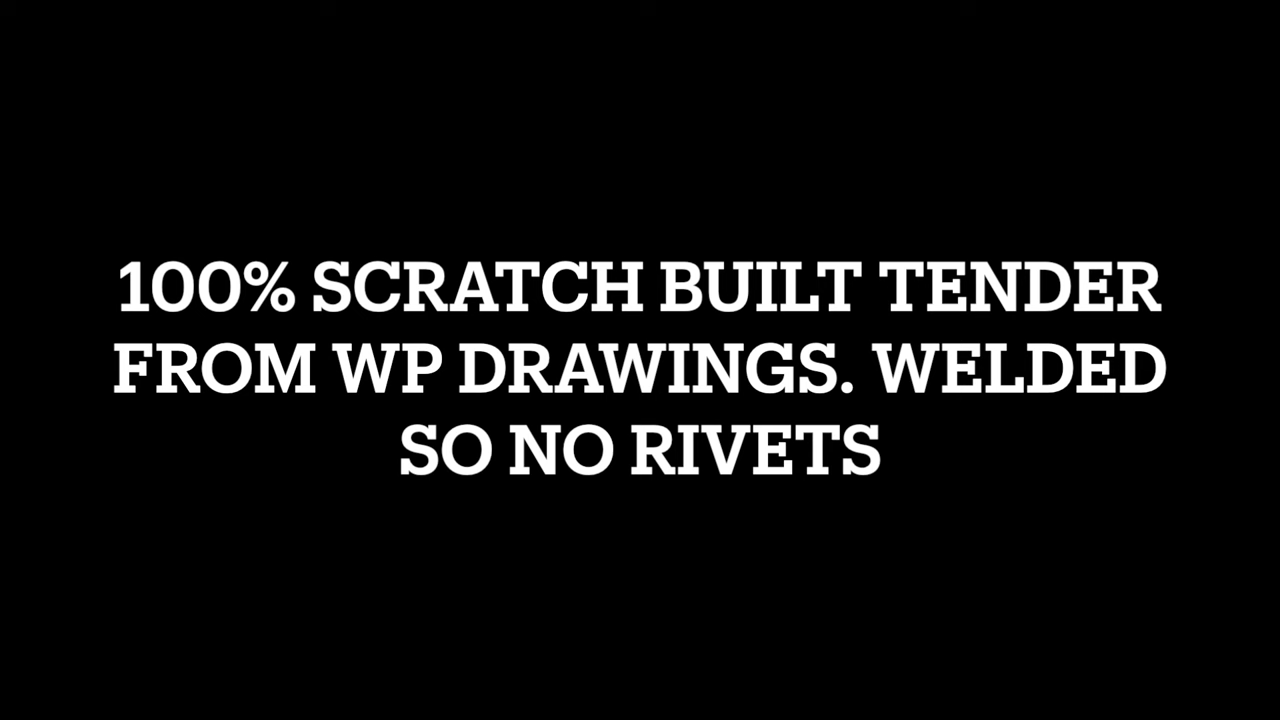 100% SCRATCH BUILT TENDER
FROM WP DRAWINGS. WELDED
SO NO RIVETS